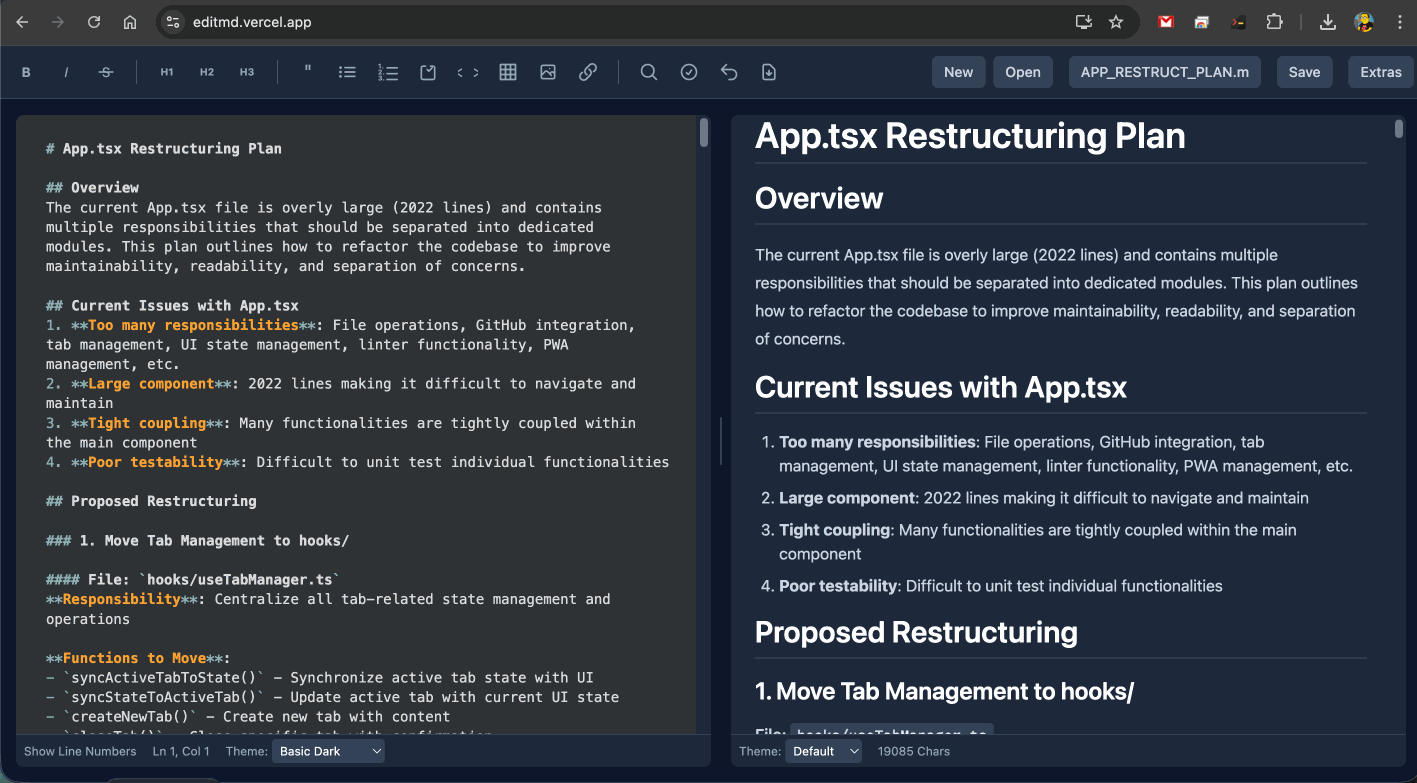 editmd.vercel.app
B I S H1 H2 H3 " New Open APP_RESTRUCT_PLAN.m Save Extras
# App.tsx Restructuring Plan
## Overview
The current App.tsx file is overly large (2022 lines) and contains
multiple responsibilities that should be separated into dedicated
modules. This plan outlines how to refactor the codebase to improve
maintainability, readability, and separation of concerns.
## Current Issues with App.tsx
1. **Too many responsibilities**: File operations, GitHub integration,
tab management, UI state management, linter functionality, PWA
management, etc.
2. **Large component**: 2022 lines making it difficult to navigate and
maintain
3. **Tight coupling**: Many functionalities are tightly coupled within
the main component
4. **Poor testability**: Difficult to unit test individual functionalities
## Proposed Restructuring
### 1. Move Tab Management to hooks/
#### File: `hooks/useTabManager.ts`
**Responsibility**: Centralize all tab-related state management and
operations
**Functions to Move**:
- `syncActiveTabToState()` - Synchronize active tab state with UI
- `syncStateToActiveTab()` - Update active tab with current UI state
- `createNewTab()` - Create new tab with content
- `closeTab()` - Close specific tab with confirmation
Show Line Numbers Ln 1, Col 1 Theme: Basic Dark
App.tsx Restructuring Plan
Overview
The current App.tsx file is overly large (2022 lines) and contains multiple
responsibilities that should be separated into dedicated modules. This plan outlines
how to refactor the codebase to improve maintainability, readability, and separation
of concerns.
Current Issues with App.tsx
1. Too many responsibilities: File operations, GitHub integration, tab
management, UI state management, linter functionality, PWA management, etc.
2. Large component: 2022 lines making it difficult to navigate and maintain
3. Tight coupling: Many functionalities are tightly coupled within the main
component
4. Poor testability: Difficult to unit test individual functionalities
Proposed Restructuring
1. Move Tab Management to hooks/
File: hooks/useTabManager.ts
Theme: Default 19085 Chars